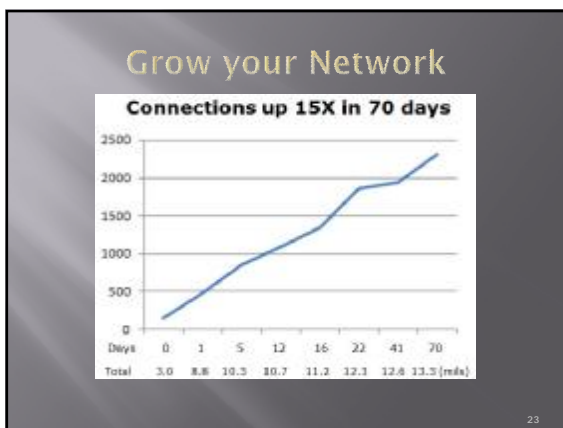 Grow your Network
Connections up 15X in 70 days
2500
2000
1500
1000
500
0
Days 0 1 5 12 16 22 41 70
Total 3.0 8.8 10.3 10.7 11.2 12.3 12.6 13.3 (mils)
23